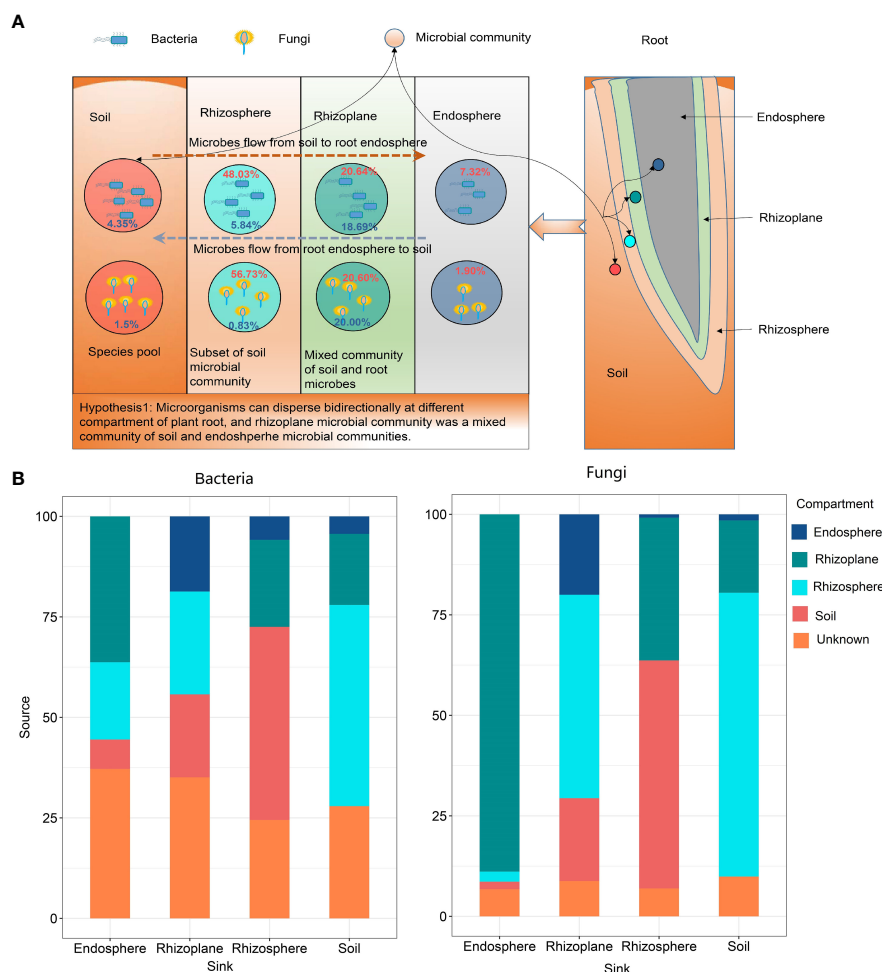 A
Bacteria
Fungi
Microbial community
Root
Soil
Rhizosphere
Rhizoplane
Endosphere
Microbes flow from soil to root endosphere
48.03%
20.64%
7.32%
4.35%
5.84%
18.69%
Microbes flow from root endosphere to soil
56.73%
20.60%
1.90%
1.5%
0.83%
20.00%
Species pool
Subset of soil
microbial
community
Mixed community
of soil and root
microbes
Hypothesis1: Microorganisms can disperse bidirectionally at different
compartment of plant root, and rhizoplane microbial community was a mixed
community of soil and endoshperhe microbial communities.
Endosphere
Rhizoplane
Rhizosphere
Soil
B
Bacteria
100
75
50
25
0
Source
Endosphere
Rhizoplane
Rhizosphere
Soil
Sink
Fungi
100
75
50
25
0
Endosphere
Rhizoplane
Rhizosphere
Soil
Sink
Compartment
Endosphere
Rhizoplane
Rhizosphere
Soil
Unknown